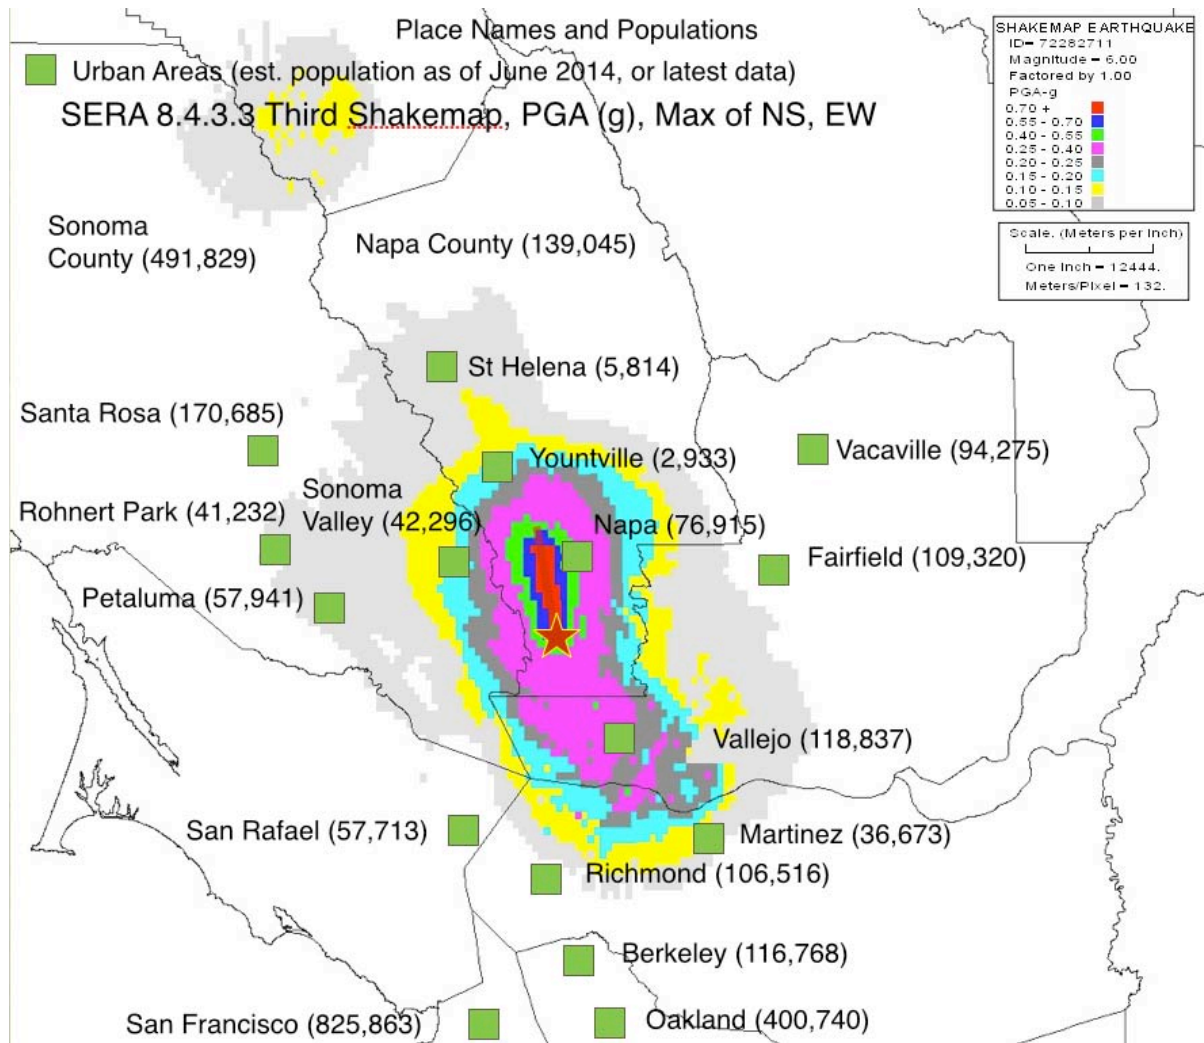 Place Names and Populations
Urban Areas (est. population as of June 2014, or latest data)
SERA 8.4.3.3 Third Shakemap, PGA (g), Max of NS, EW
SHAKEMAP EARTHQUAKE
ID= 72282711
Magnitude = 6.00
Factored by 1.00
PGA-g
0.70 +
0.55 - 0.70
0.40 - 0.55
0.25 - 0.40
0.20 - 0.25
0.15 - 0.20
0.10 - 0.15
0.05 - 0.10
Scale. (Meters per Inch)
One Inch = 12444.
Meters/Pixel = 132.
Sonoma
County (491,829)
Napa County (139,045)
St Helena (5,814)
Santa Rosa (170,685)
Vacaville (94,275)
Yountville (2,933)
Sonoma
Valley (42,296)
Rohnert Park (41,232)
Napa (76,915)
Fairfield (109,320)
Petaluma (57,941)
Vallejo (118,837)
San Rafael (57,713)
Martinez (36,673)
Richmond (106,516)
Berkeley (116,768)
San Francisco (825,863)
Oakland (400,740)